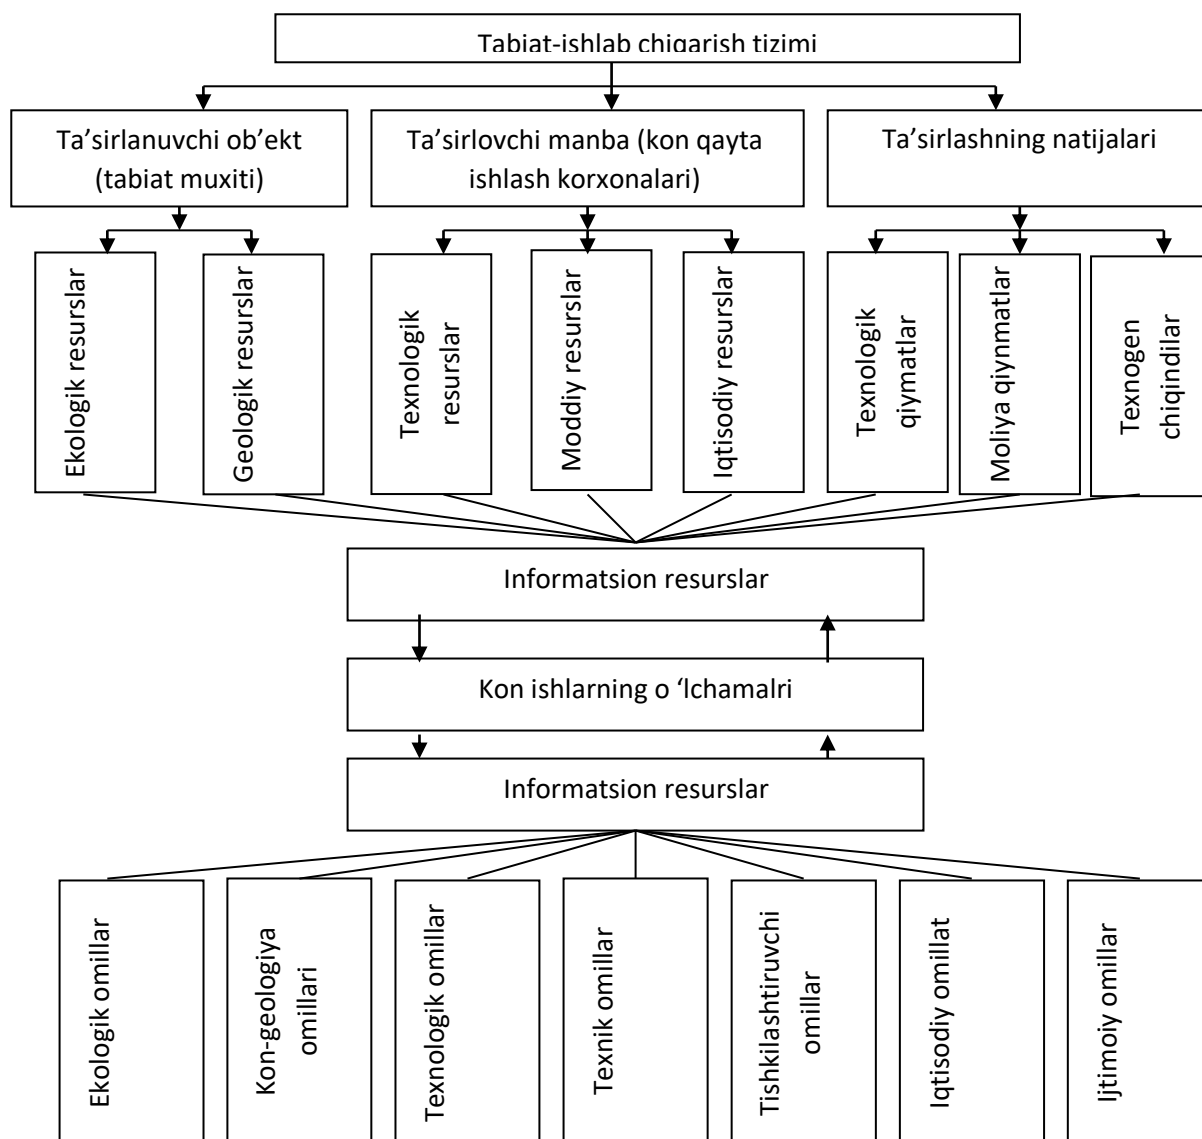 Tabiat-ishlab chiqarish tizimi
Ta’sirlanuvchi ob’ekt
(tabiat muxiti)
Ta’sirlovchi manba (kon qayta
ishlash korxonalari)
Ta’sirlashning natijalari
Ekologik resurslar
Geologik resurslar
Texnologik
resurslar
Moddiy resurslar
Iqtisodiy resurslar
Texnologik
qiymatlar
Moliya qiynmatlar
Texnogen
chiqindilar
Informatsion resurslar
Kon ishlarning o ‘lchamalri
Informatsion resurslar
Ekologik omillar
Kon-geologiya
omillari
Texnologik omillar
Texnik omillar
Tishkilashtiruvchi
omillar
Iqtisodiy omillat
Ijtimoiy omillar